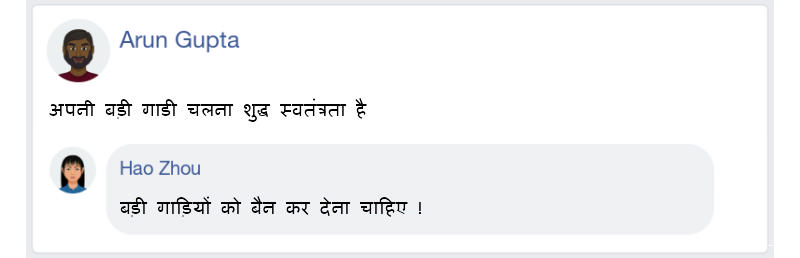 Arun Gupta
अपनी बड़ी गाडी चलना शुद्ध स्वतंत्रता है
Hao Zhou
बड़ी गाड़ियों को बैन कर देना चाहिए !